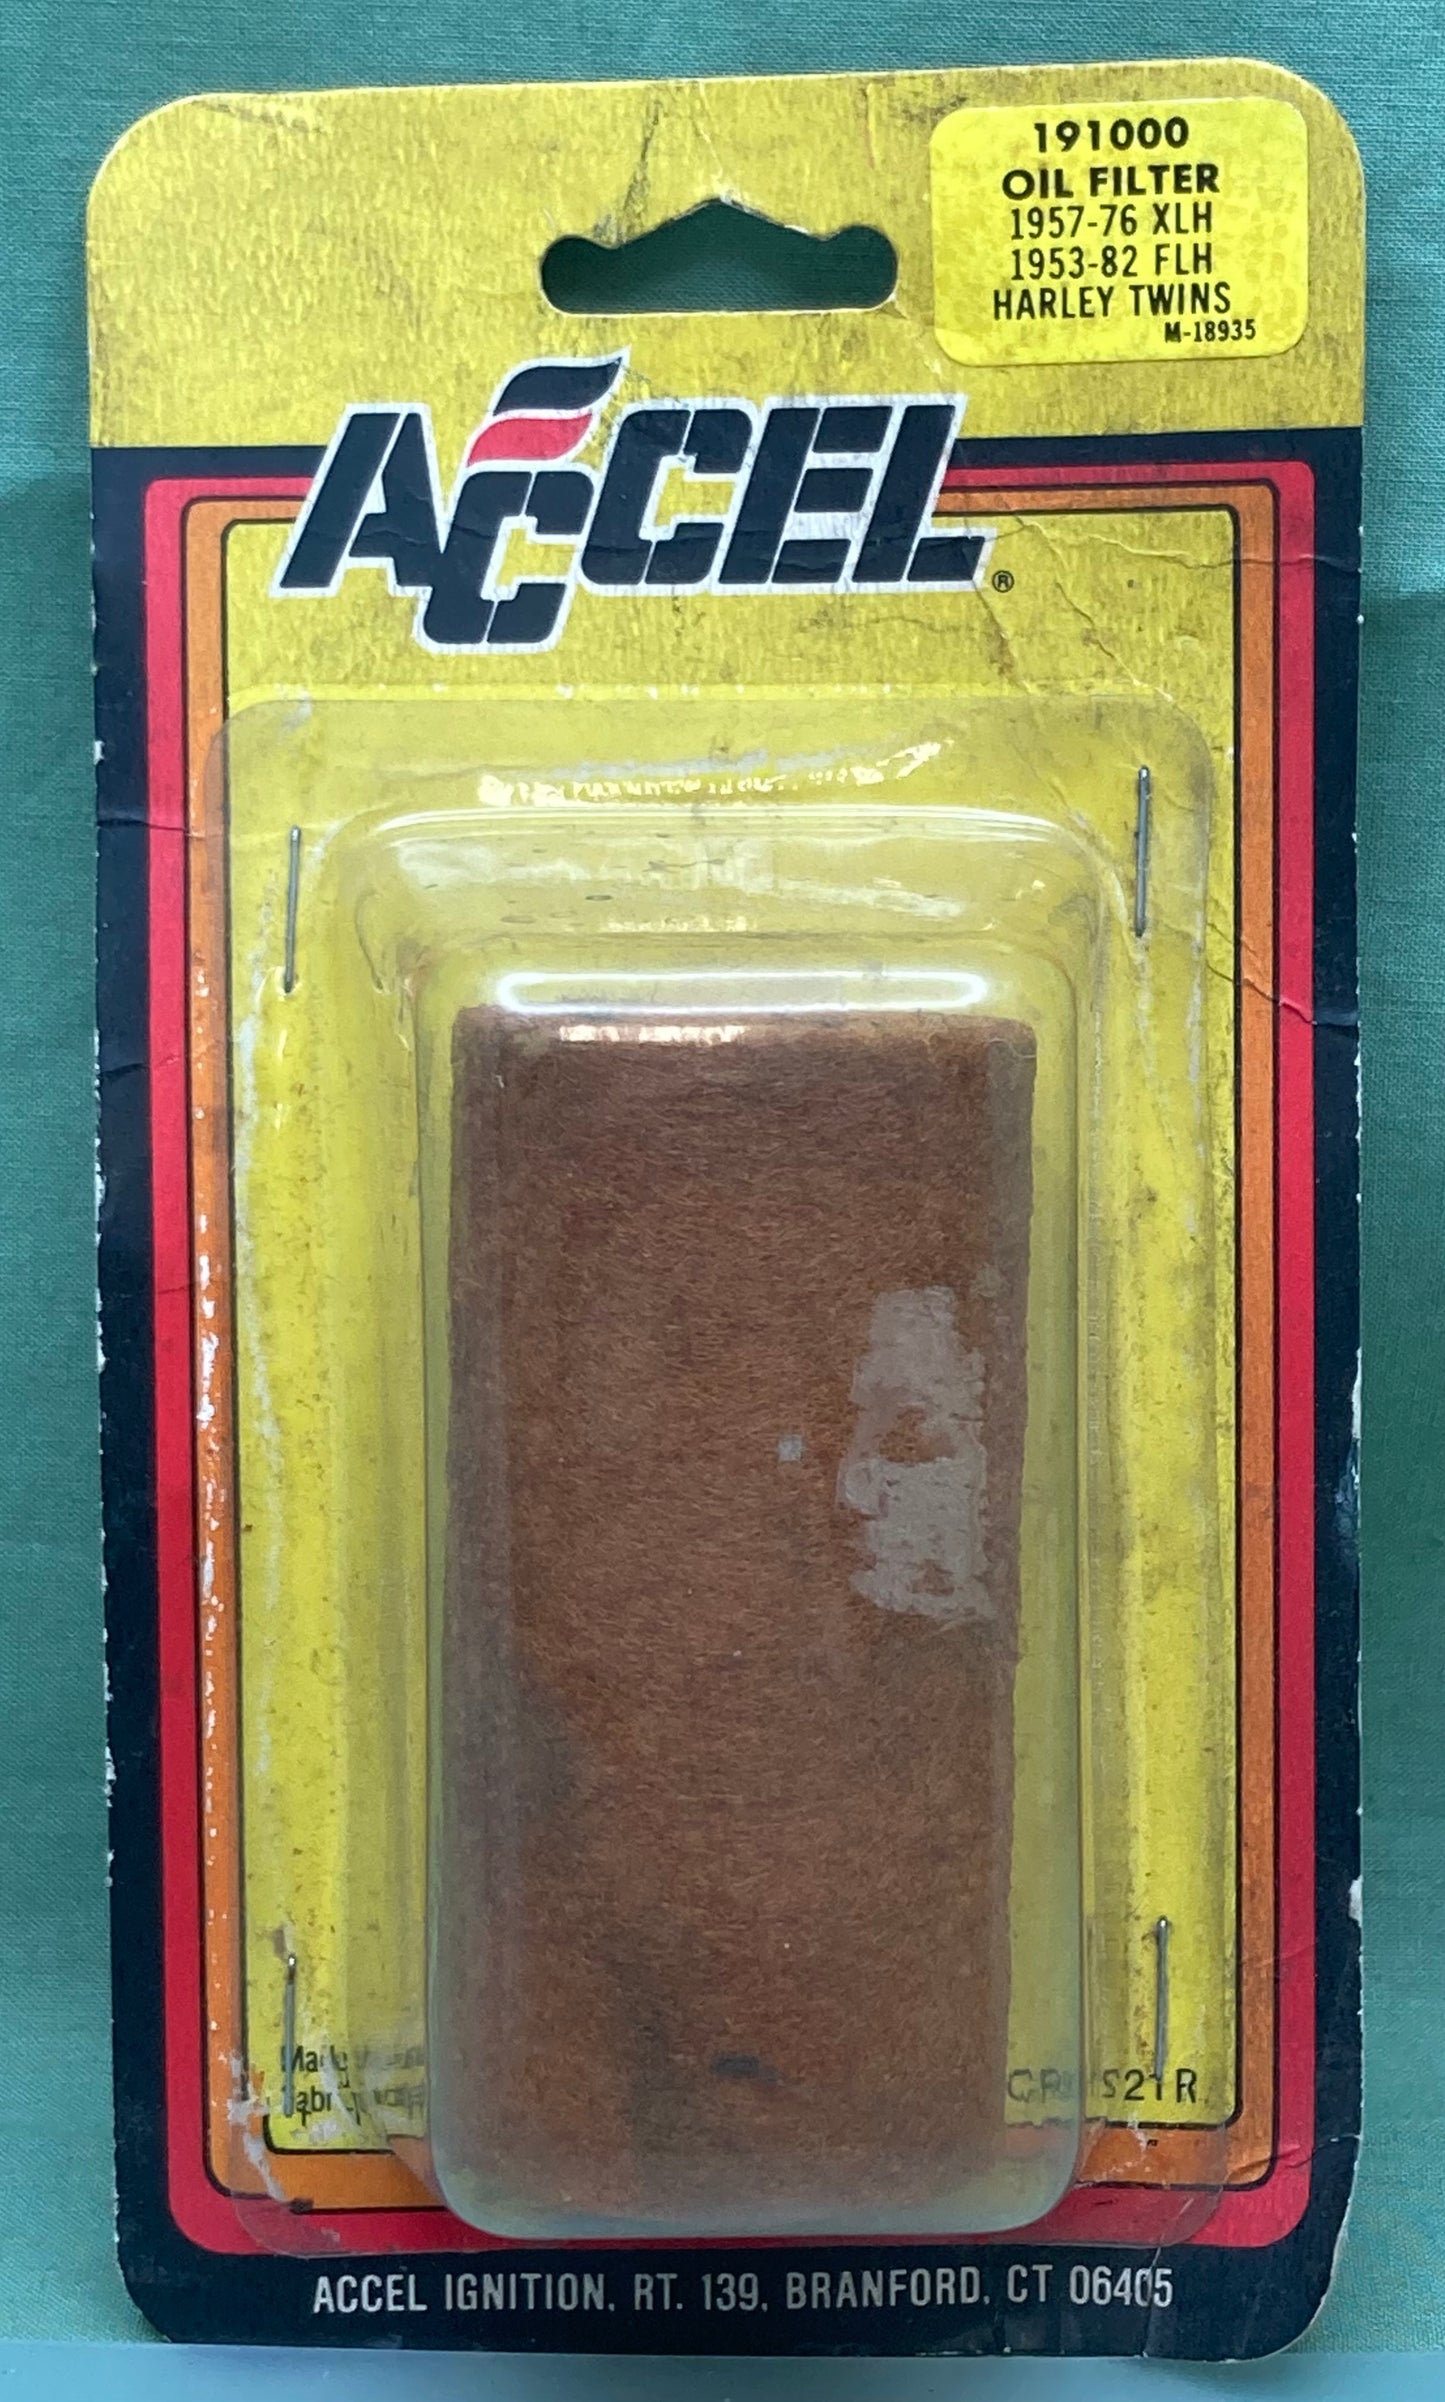 191000
OIL FILTER
1957-76 XLH
1953-82 FLH
HARLEY TWINS
M-18935
ACCEL®
S21R
ACCEL IGNITION, RT. 139, BRANFORD, CT 06405